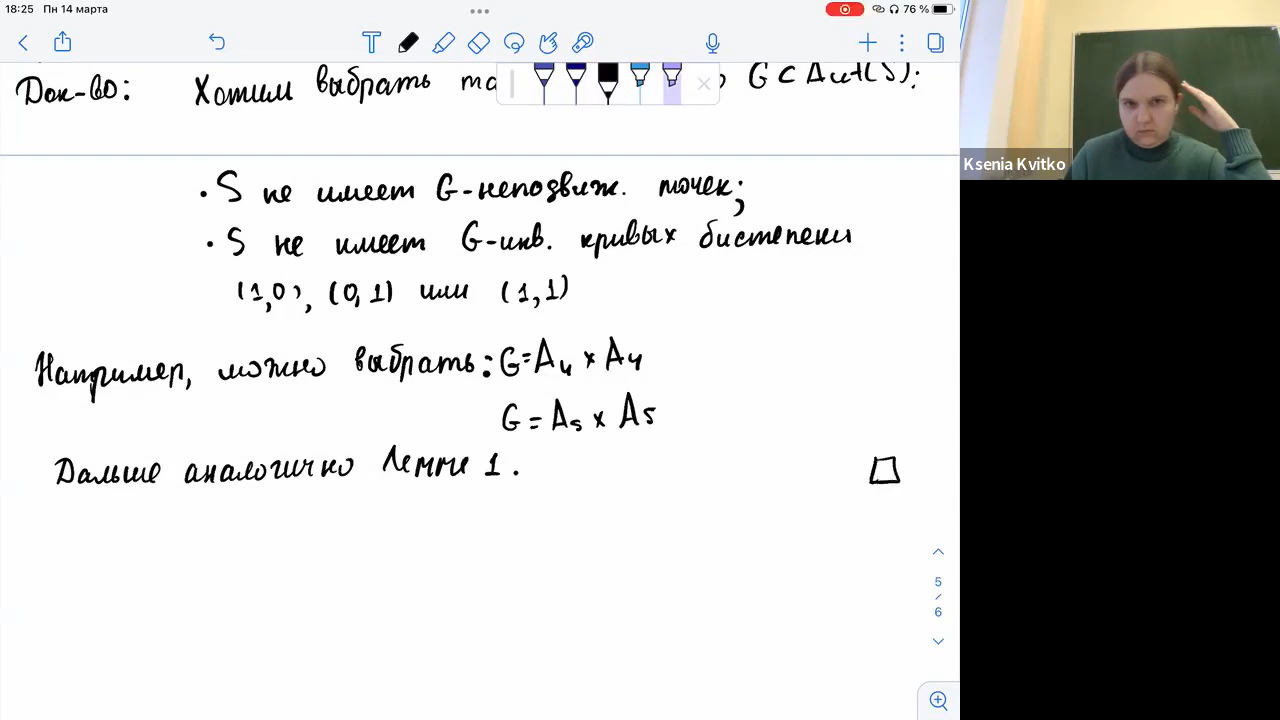 18:25 Пн 14 марта
76 %
Док-во: Хотим выбрать G ⊂ Aut(S):
• S не имеет G-неподвиж. точек;
• S не имеет G-инв. кривых бистепени
(1,0), (0,1) или (1,1)
Например, можно выбрать: G = A₄ × A₄
G = A₅ × A₅
Дальше аналогично Лемме 1. □
5
/
6
Ksenia Kvitko